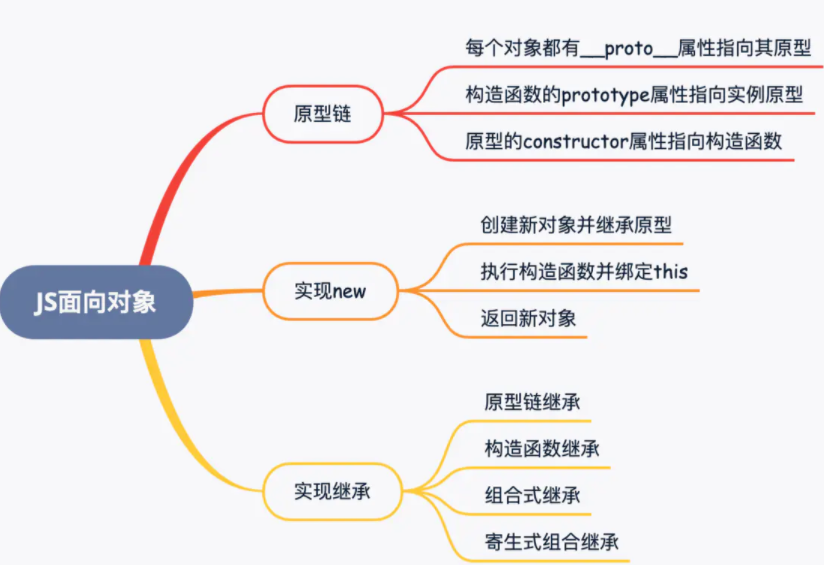 JS面向对象
原型链
每个对象都有__proto__属性指向其原型
构造函数的prototype属性指向实例原型
原型的constructor属性指向构造函数
实现new
创建新对象并继承原型
执行构造函数并绑定this
返回新对象
实现继承
原型链继承
构造函数继承
组合式继承
寄生式组合继承